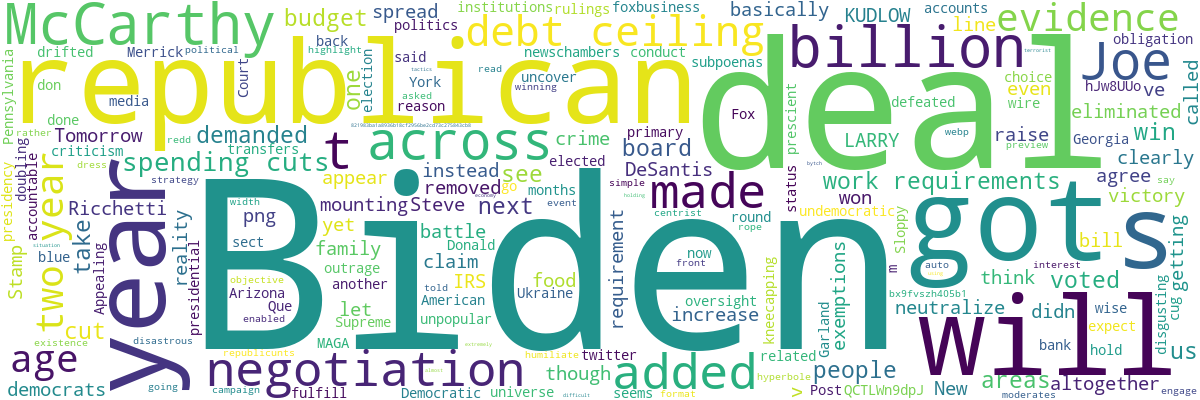 McCarthy
budget
spread
institutions
rulings
foxbusiness
basically
KUDLOW
accounts
evidence
drifted
Merrick
political
back
highlight
politics
debt ceiling
billion
line
obligation
Pennsylvania
don
Court
one
election
said
newschambers
conduct
subpoenas
terrorist
Joe
republican
deal
York
read
uncover
winning
tactics
asked
reason
media
done
choice
even
wire
hJw8UUo
ve
defeated
prescient
eliminated
called
Fox
rather
redd
Tomorrow
criticism
demanded
transfers
t
across
crime
primary
board
raise
LARRY
webp
Georgia
preview
win
doubling
accountable
dress
strategy
spending cuts
instead
elected
see
DeSantis
removed
months
event
go
simple
holding
bytch
status
work requirements
agree
clearly
say
presidency
two year
year
Ricchetti
width
png
appear
mounting
Steve
next
made
won
undemocratic
victory
Stamp
take
reality
sect
yet
battle
centrist
round
rope
sloppy
gots
bill
blue
Appealing
presidential
objective
family
outrage
another
claim
Donald
requirement
now
front
kneecapping
oversight
exemptions
m
auto
interest
think
voted
getting
situation
cut
Arizona
Que
enabled
let
Supreme
IRS
told
American
food
Ukraine
increase
bx9fvszh405b1
neutralize
didn
wise
expect
disgusting
cug
existence
disastrous
Biden
MAGA
unpopular
extremely
Garland
will
bank
hold
us
age
republicunts
negotiation
humiliate
twitter
related
hyperbole
people
areas
altogether
democrats
going
campaign
fulfill
Democratic
universe
though
seems
added
format
difficult
v
Post
QCTLWn9dpJ
New
moderates
engage